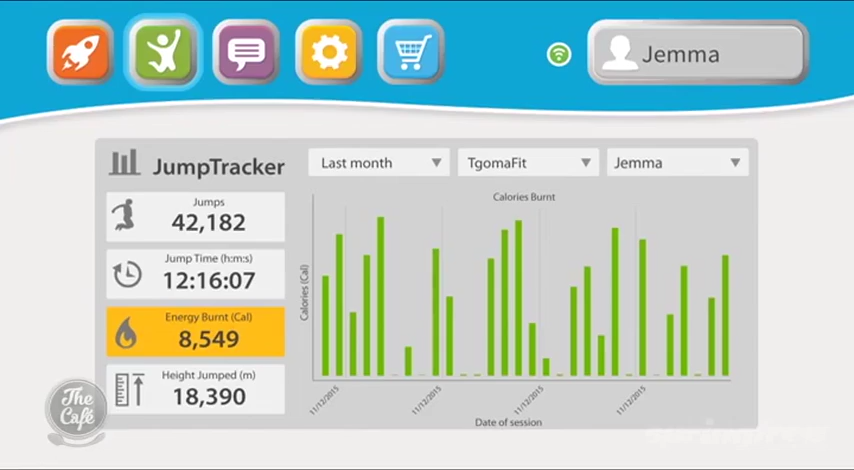 Jemma
JumpTracker
Last month
TgomaFit
Jemma
Jumps
42,182
Jump Time (h:m:s)
12:16:07
Energy Burnt (Cal)
8,549
Height Jumped (m)
18,390
Calories Burnt
Calories (Cal)
11/12/2015
11/12/2015
11/12/2015
11/12/2015
Date of session
The
Café
springfree